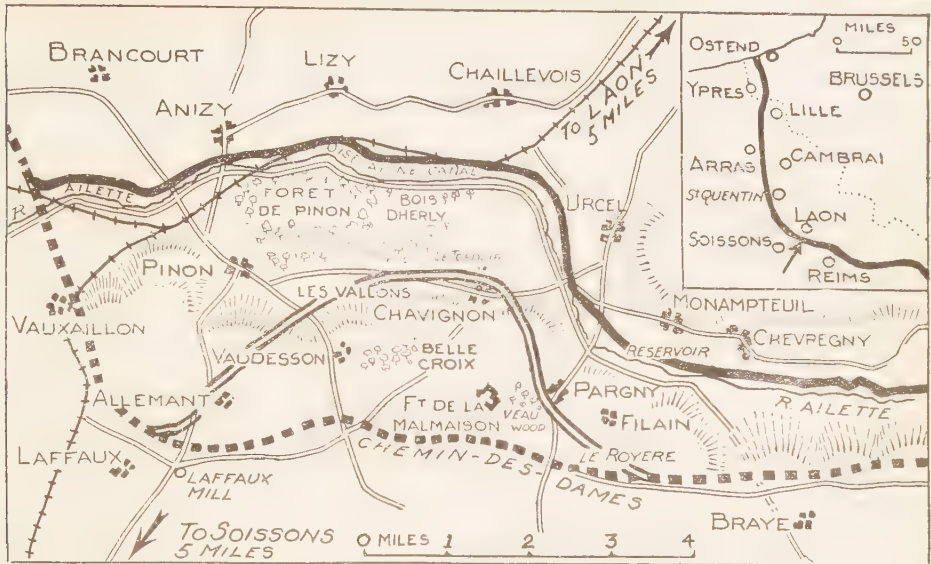 BRANCOURT
LIZY
CHAILLEVOIS
ANIZY
TO LAON
5 MILES
OISE AISNE CANAL
AILETTE
R
FORET
DE PINON
BOIS
DHERLY
URCEL
PINON
LES VALLONS
CHAVIGNON
MONAMPTEUIL
CHEVREGNY
VAUXAILLON
VAUDESSON
BELLE
CROIX
RESERVOIR
R. AILETTE
ALLEMANT
FT DE LA
MALMAISON
VEAU
WOOD
PARGNY
FILAIN
LAFFAUX
LAFFAUX
MILL
CHEMIN-DES-
DAMES
LE ROYERE
BRAYE
TO SOISSONS
5 MILES
0 MILES 1 2 3 4
MILES
0 50
OSTEND
BRUSSELS
YPRES
LILLE
ARRAS
CAMBRAI
ST QUENTIN
LAON
SOISSONS
REIMS